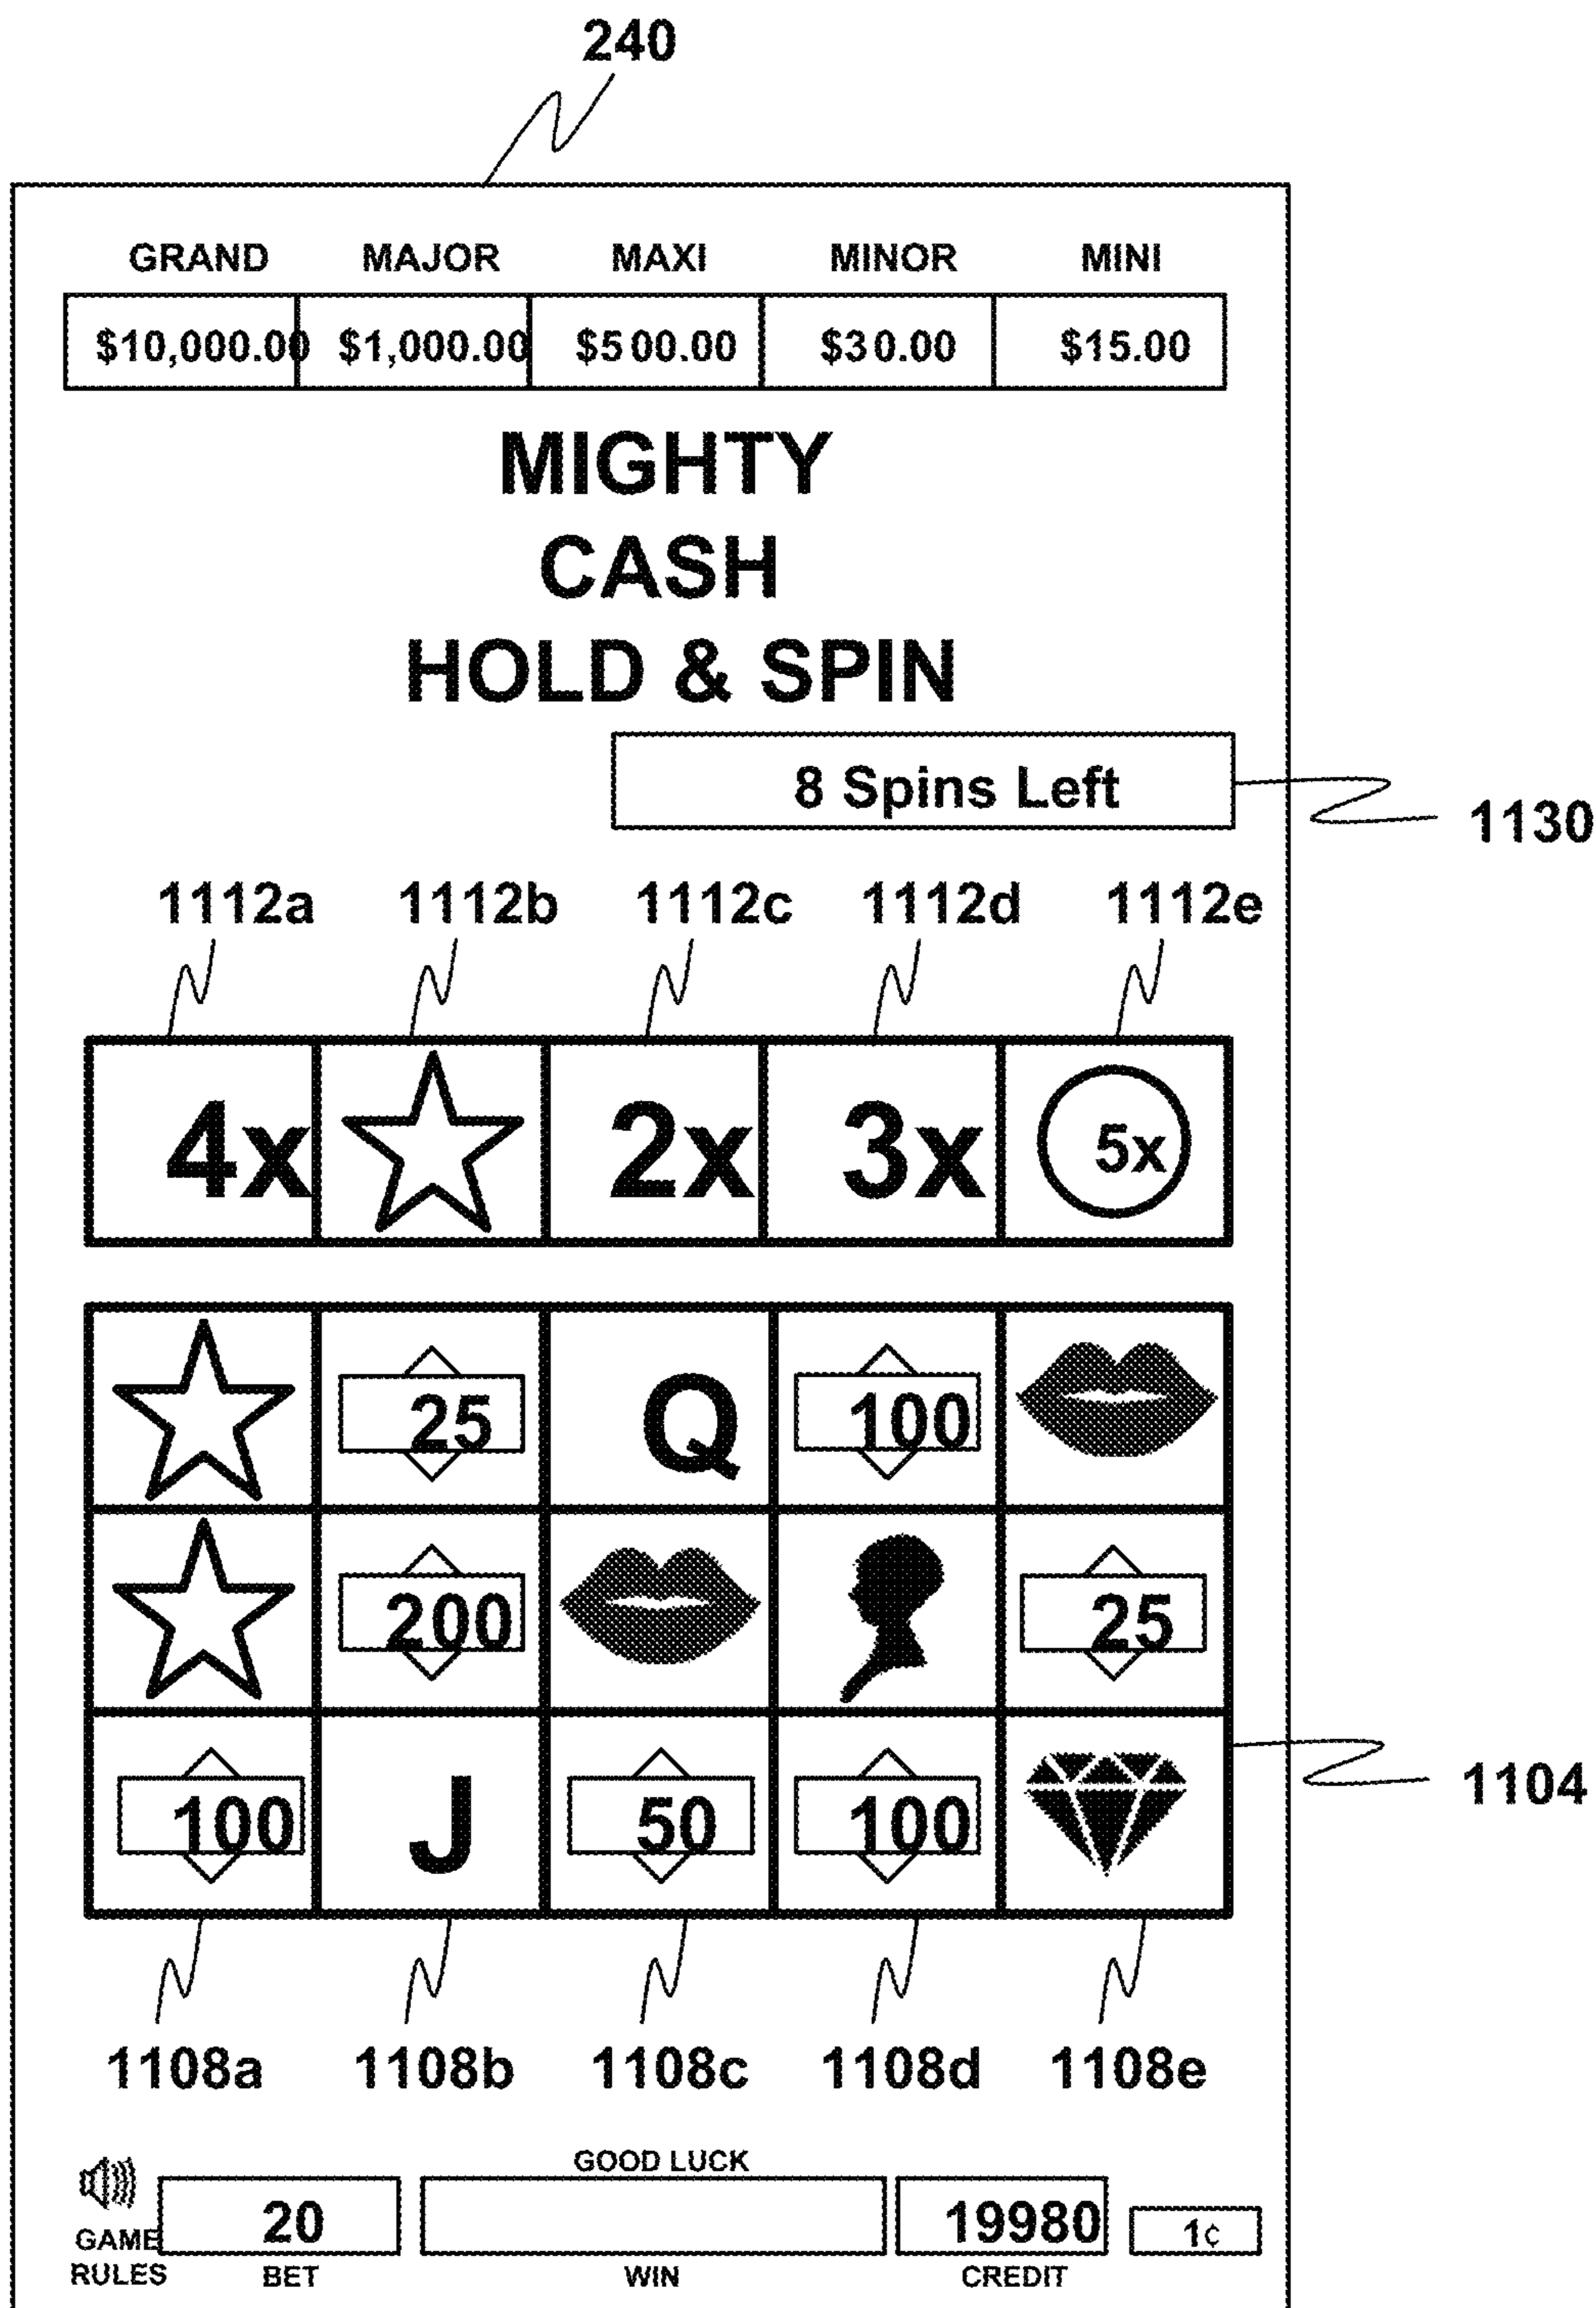 240
GRAND MAJOR MAXI MINOR MINI
$10,000.00 $1,000.00 $500.00 $30.00 $15.00
MIGHTY
CASH
HOLD & SPIN
8 Spins Left
1130
1112a 1112b 1112c 1112d 1112e
4x 2x 3x 5x
25 Q 100
200 25
100 J 50 100
1104
1108a 1108b 1108c 1108d 1108e
GOOD LUCK
20 19980 1¢
GAME
RULES BET WIN CREDIT